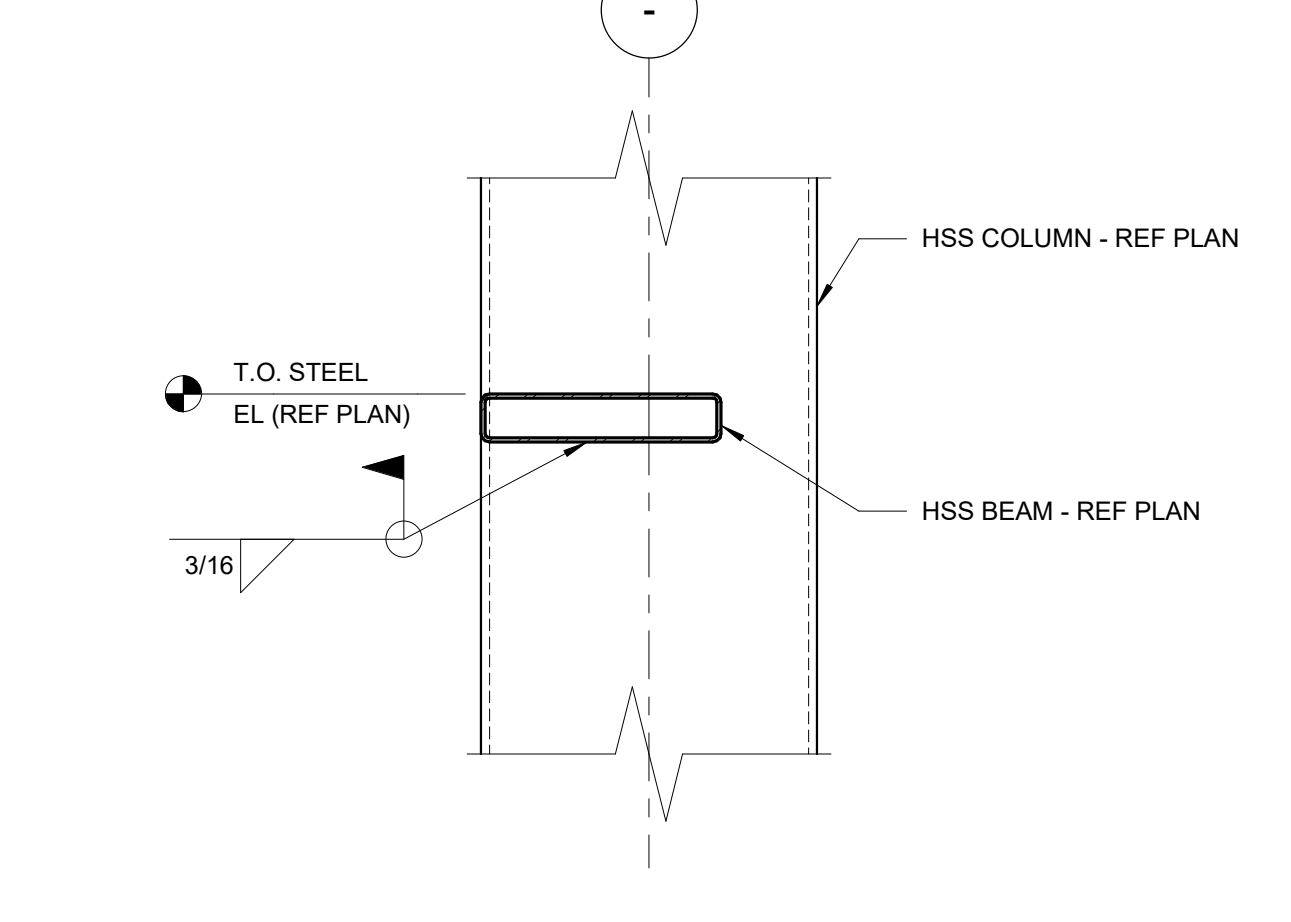 -
HSS COLUMN - REF PLAN
T.O. STEEL
EL (REF PLAN)
HSS BEAM - REF PLAN
3/16